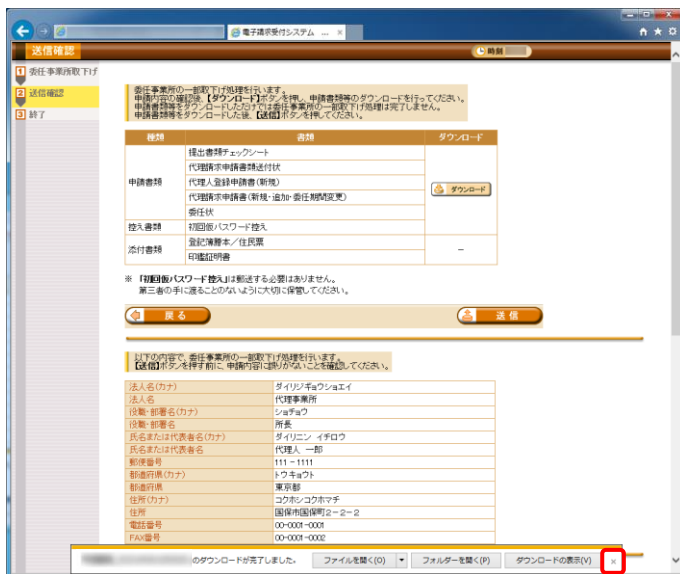 電子請求受付システム ... ×
送信確認
時刻
1 委任事業所取下げ
2 送信確認
3 終了
委任事業所の一部取下げ処理を行います。
申請内容の確認後、【ダウンロード】ボタンを押し、申請書類等のダウンロードを行ってください。
申請書類等をダウンロードしただけでは委任事業所の一部取下げ処理は完了しません。
申請書類等をダウンロードした後、【送信】ボタンを押してください。
種類 書類 ダウンロード
提出書類チェックシート
代理請求申請書類送付状
申請書類 代理人登録申請書(新規) ダウンロード
代理請求申請書(新規・追加・委任期間変更)
委任状
控え書類 初回仮パスワード控え
添付書類 登記簿謄本/住民票 -
印鑑証明書
※ 「初回仮パスワード控え」は郵送する必要はありません。
第三者の手に渡ることのないように大切に保管してください。
戻る 送信
以下の内容で、委任事業所の一部取下げ処理を行います。
【送信】ボタンを押す前に、申請内容に誤りがないことを確認してください。
法人名(カナ) ダイリジギョウショエイ
法人名 代理事業所
役職・部署名(カナ) ショチョウ
役職・部署名 所長
氏名または代表者名(カナ) ダイリニン イチロウ
氏名または代表者名 代理人 一郎
郵便番号 111-1111
都道府県(カナ) トウキョウト
都道府県 東京都
住所(カナ) コクホシコクホマチ
住所 国保市国保町2-2-2
電話番号 00-0001-0001
FAX番号 00-0001-0002
のダウンロードが完了しました。 ファイルを開く(O) フォルダーを開く(P) ダウンロードの表示(V) ×